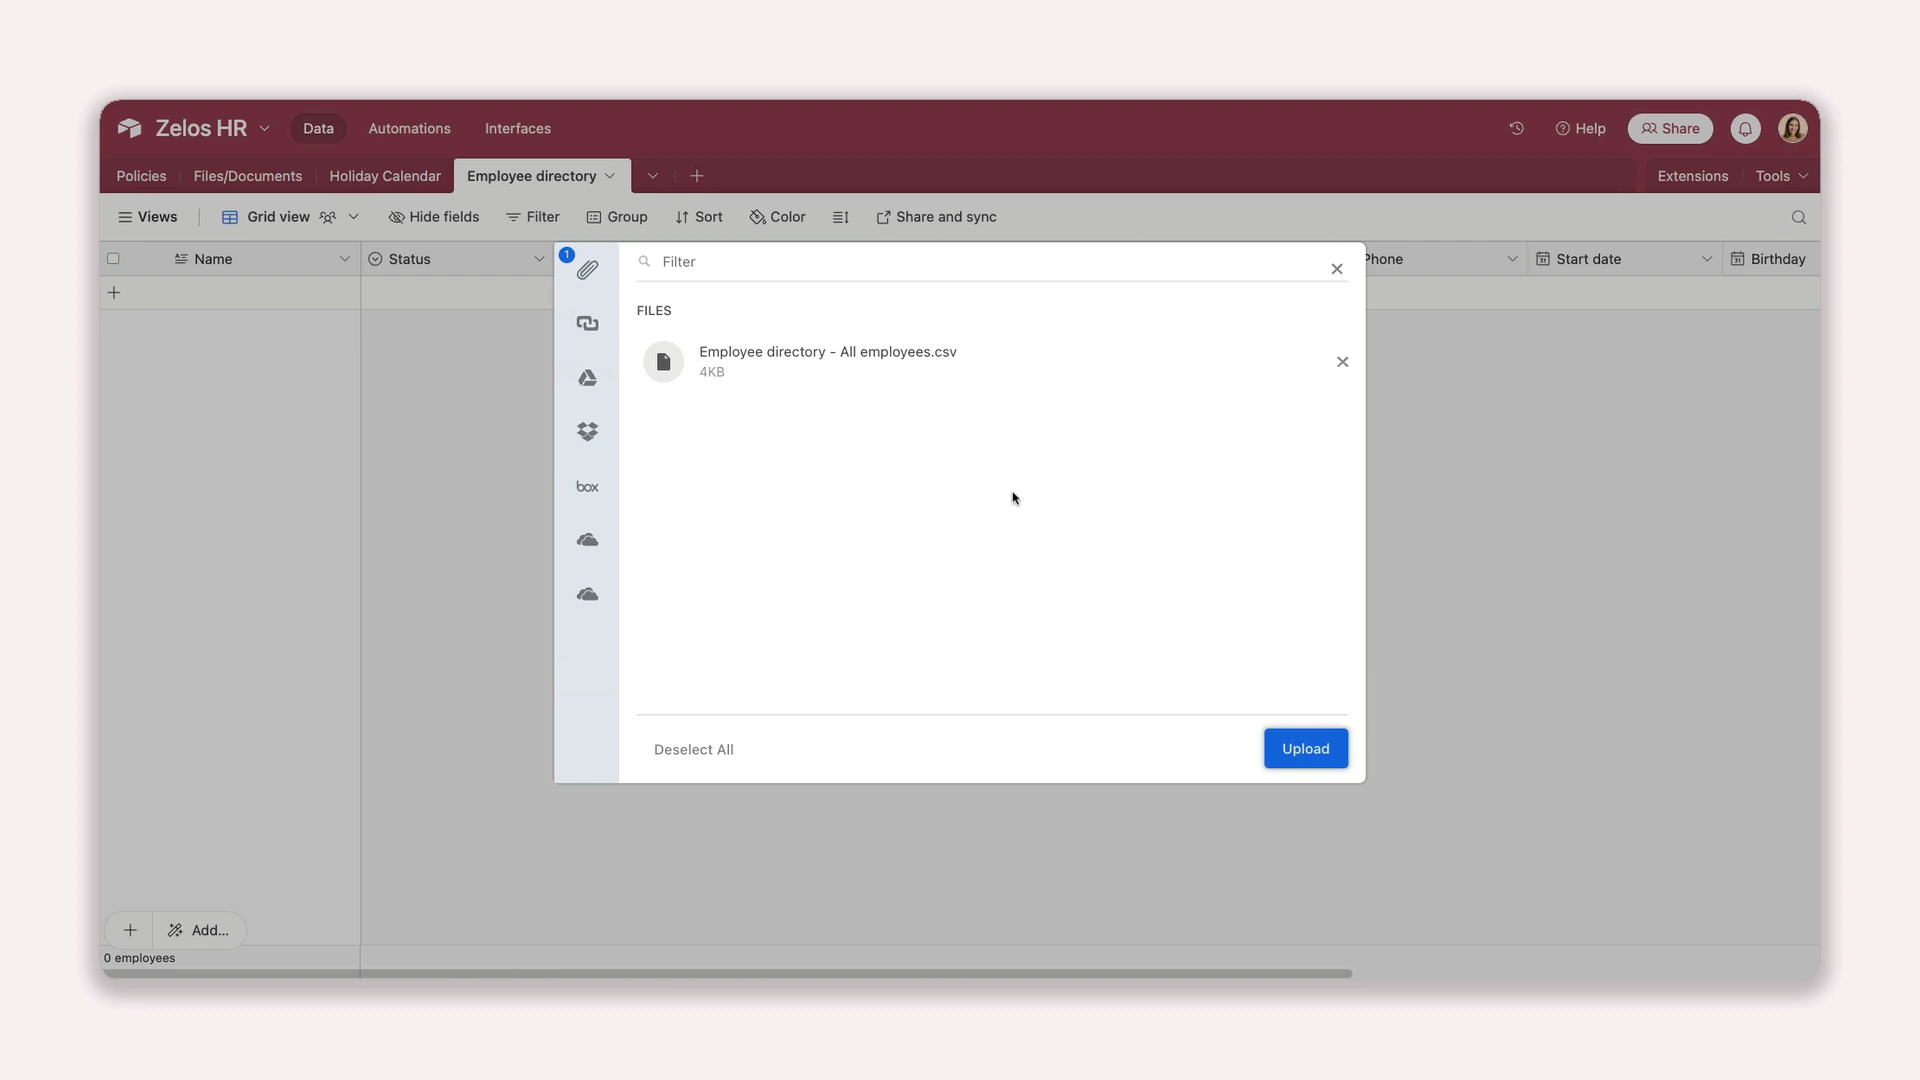 Zelos HR
Data
Automations
Interfaces
Help
Share
Policies
Files/Documents
Holiday Calendar
Employee directory
Extensions
Tools
Views
Grid view
Hide fields
Filter
Group
Sort
Color
Share and sync
Name
Status
Phone
Start date
Birthday
1
Filter
FILES
Employee directory - All employees.csv
4KB
box
Deselect All
Upload
Add...
0 employees